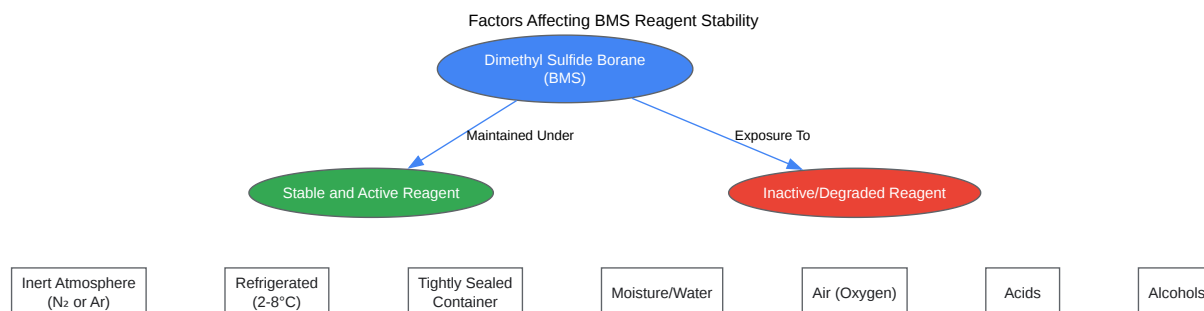 Factors Affecting BMS Reagent Stability
Dimethyl Sulfide Borane
(BMS)
Maintained Under
Exposure To
Stable and Active Reagent
Inactive/Degraded Reagent
Inert Atmosphere
(N₂ or Ar)
Refrigerated
(2-8°C)
Tightly Sealed
Container
Moisture/Water
Air (Oxygen)
Acids
Alcohols